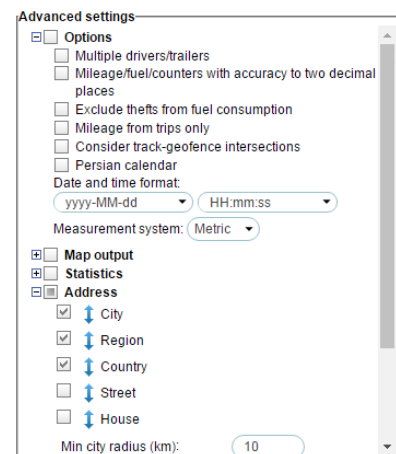 Advanced settings
Options
Multiple drivers/trailers
Mileage/fuel/counters with accuracy to two decimal
places
Exclude thefts from fuel consumption
Mileage from trips only
Consider track-geofence intersections
Persian calendar
Date and time format:
yyyy-MM-dd HH:mm:ss
Measurement system: Metric
Map output
Statistics
Address
City
Region
Country
Street
House
Min city radius (km): 10